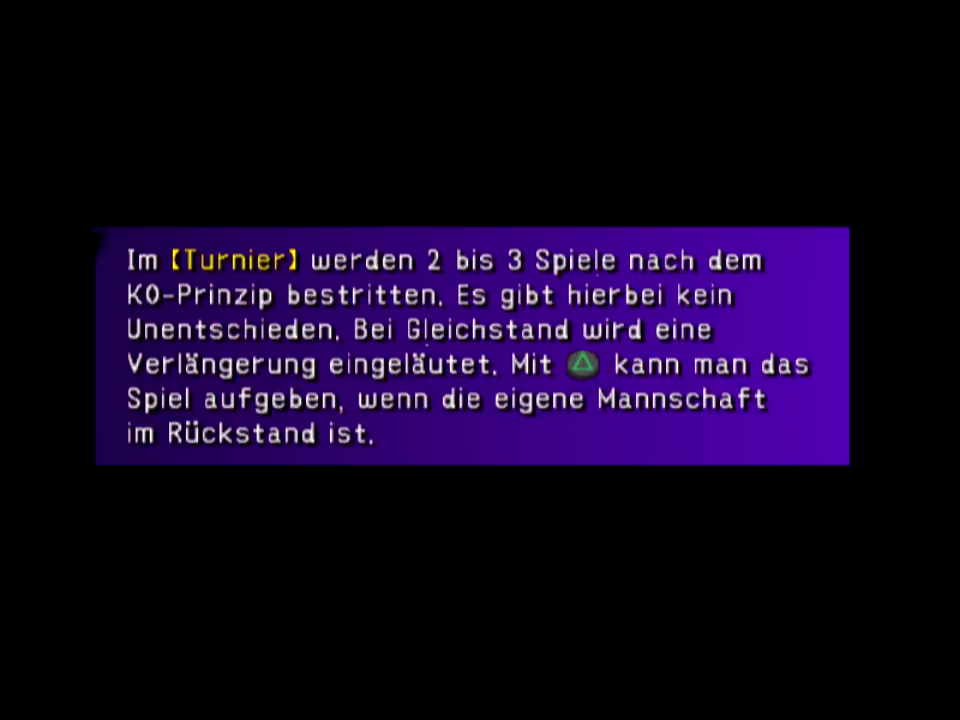 Im【Turnier】werden 2 bis 3 Spiele nach dem
KO-Prinzip bestritten. Es gibt hierbei kein
Unentschieden. Bei Gleichstand wird eine
Verlängerung eingeläutet. Mit △ kann man das
Spiel aufgeben, wenn die eigene Mannschaft
im Rückstand ist.